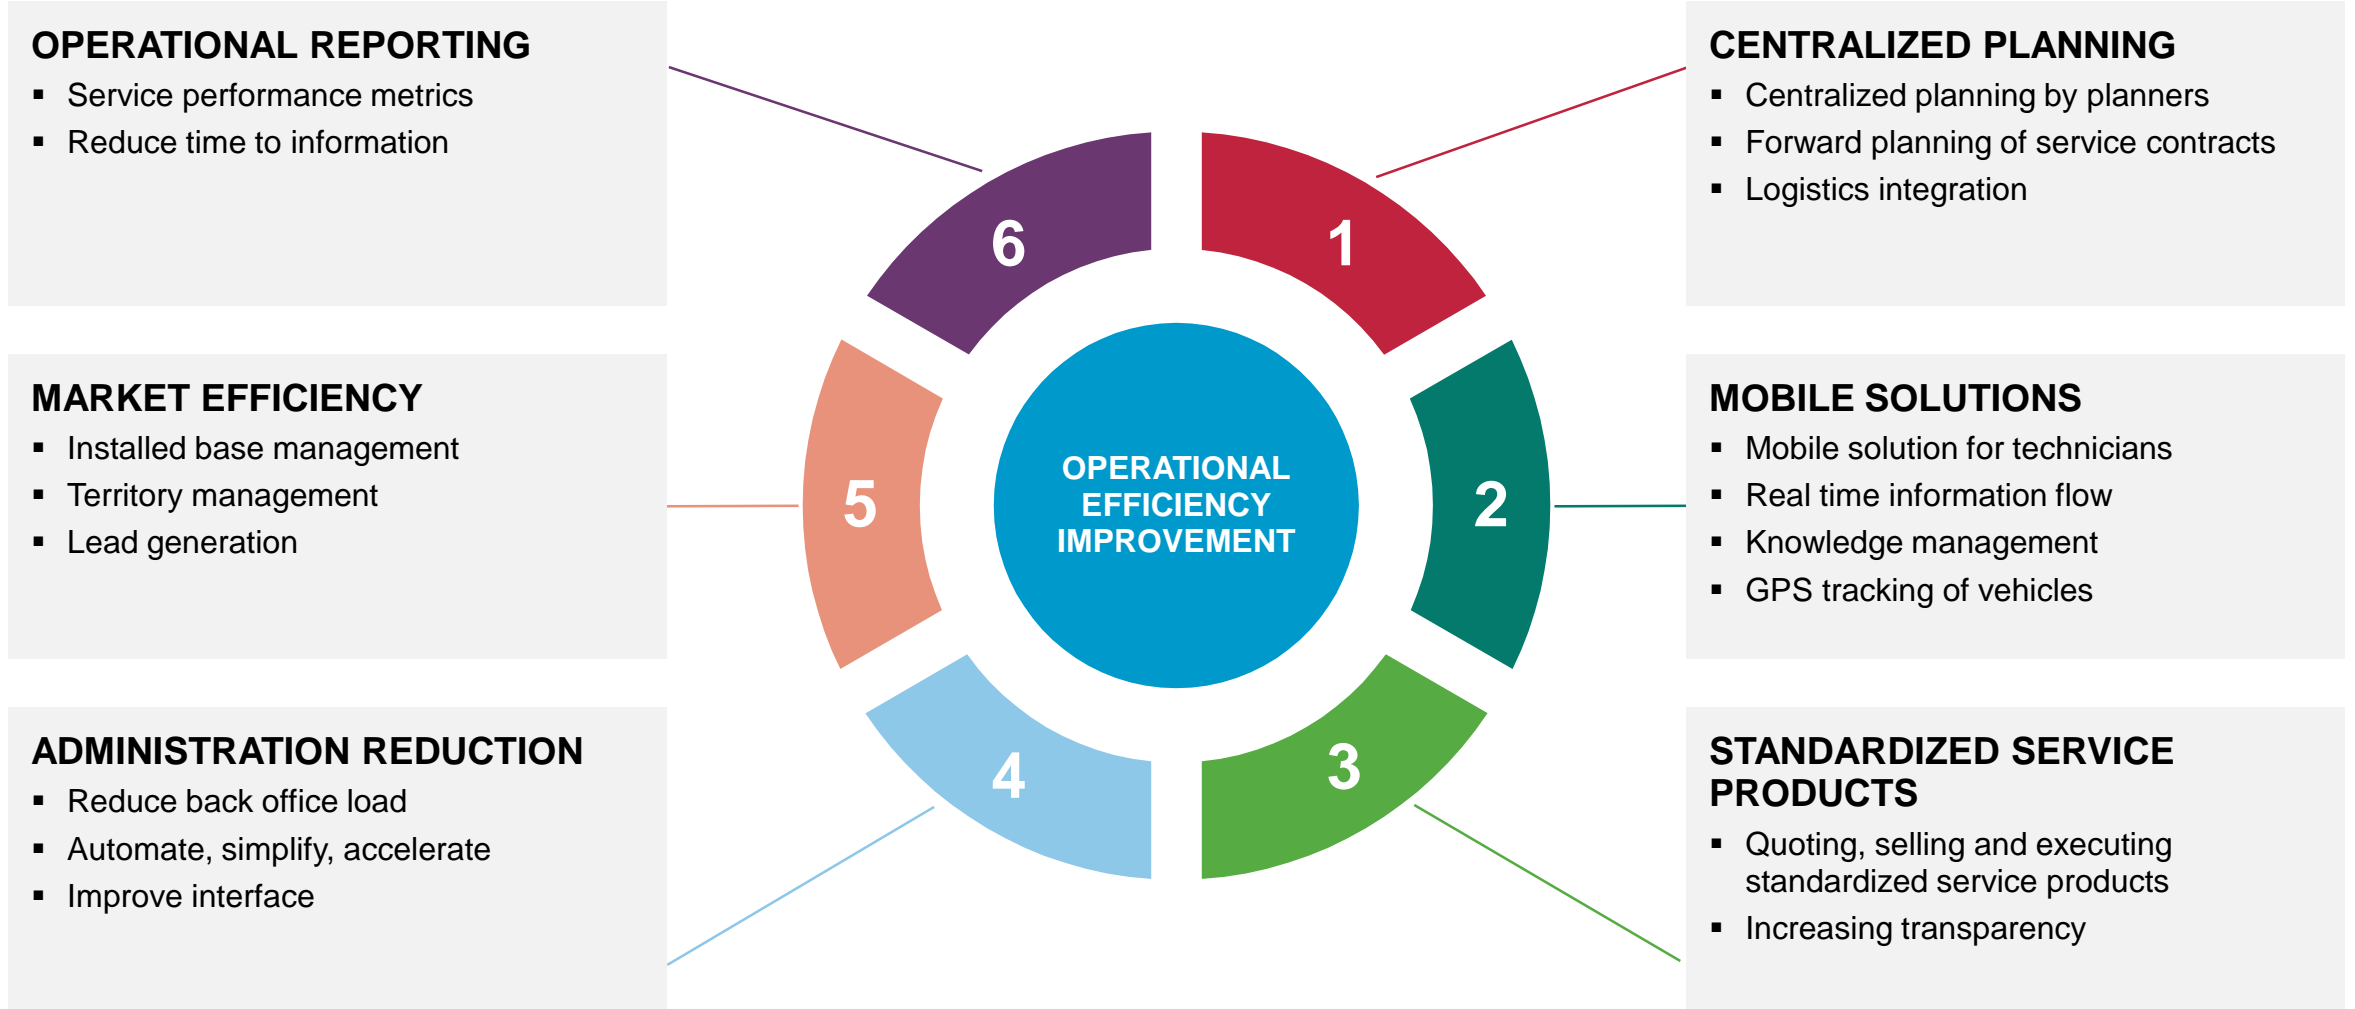 OPERATIONAL REPORTING
▪ Service performance metrics
▪ Reduce time to information
MARKET EFFICIENCY
▪ Installed base management
▪ Territory management
▪ Lead generation
ADMINISTRATION REDUCTION
▪ Reduce back office load
▪ Automate, simplify, accelerate
▪ Improve interface
6
1
5
OPERATIONAL
EFFICIENCY
IMPROVEMENT
2
4
3
CENTRALIZED PLANNING
▪ Centralized planning by planners
▪ Forward planning of service contracts
▪ Logistics integration
MOBILE SOLUTIONS
▪ Mobile solution for technicians
▪ Real time information flow
▪ Knowledge management
▪ GPS tracking of vehicles
STANDARDIZED SERVICE
PRODUCTS
▪ Quoting, selling and executing
standardized service products
▪ Increasing transparency